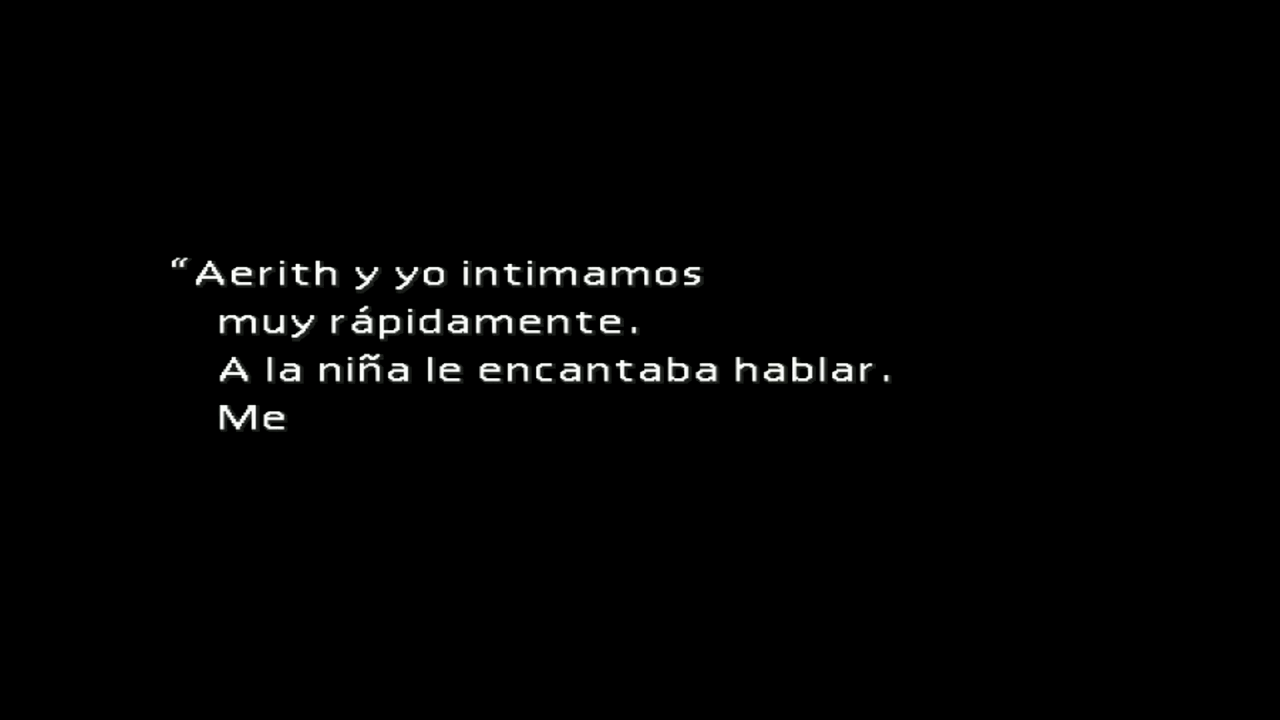 “Aerith y yo intimamos
muy rápidamente.
A la niña le encantaba hablar.
Me